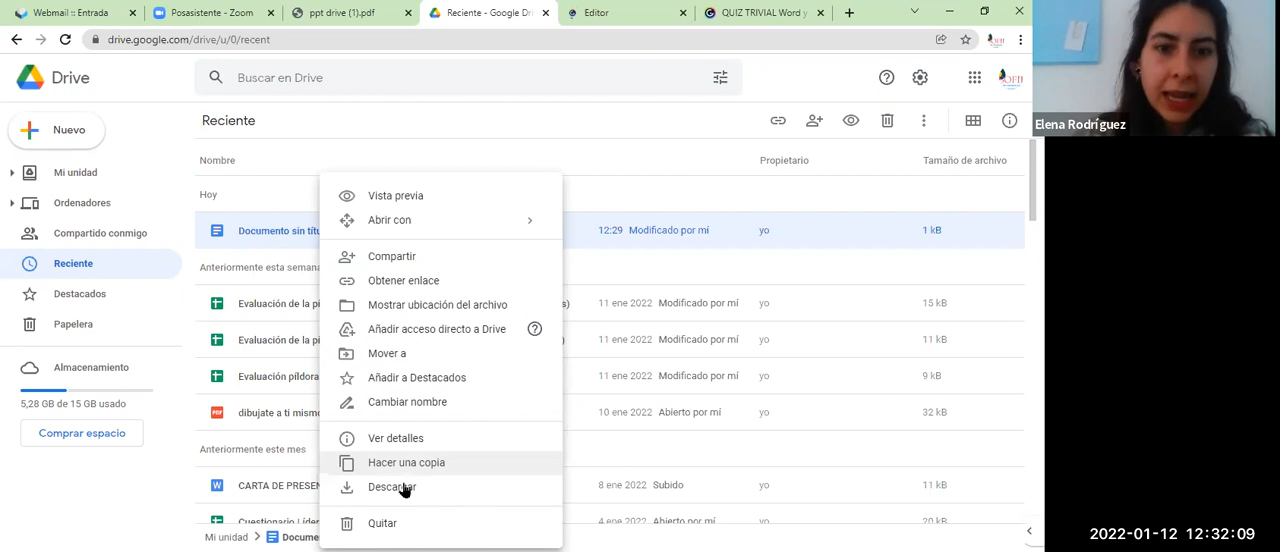 Webmail :: Entrada
Posasistente - Zoom
ppt drive (1).pdf
Reciente - Google Dri
Editor
QUIZ TRIVIAL Word y
drive.google.com/drive/u/0/recent
Drive
Buscar en Drive
Nuevo
Mi unidad
Ordenadores
Compartido conmigo
Reciente
Destacados
Papelera
Almacenamiento
5,28 GB de 15 GB usado
Comprar espacio
Reciente
Nombre
Propietario
Tamaño de archivo
Hoy
Documento sin títu
12:29 Modificado por mí
yo
1 kB
Anteriormente esta semana
Evaluación de la pí
s)
11 ene 2022 Modificado por mí
yo
15 kB
Evaluación de la pí
)
11 ene 2022 Modificado por mí
yo
11 kB
Evaluación píldora
11 ene 2022 Modificado por mí
yo
9 kB
dibujate a ti mismo
10 ene 2022 Abierto por mí
yo
32 kB
Anteriormente este mes
CARTA DE PRESEN
8 ene 2022 Subido
yo
11 kB
4 ene 2022 Abierto por mí
yo
20 kB
Mi unidad
Docume
Vista previa
Abrir con
Compartir
Obtener enlace
Mostrar ubicación del archivo
Añadir acceso directo a Drive
Mover a
Añadir a Destacados
Cambiar nombre
Ver detalles
Hacer una copia
Descargar
Quitar
Elena Rodríguez
2022-01-12 12:32:09